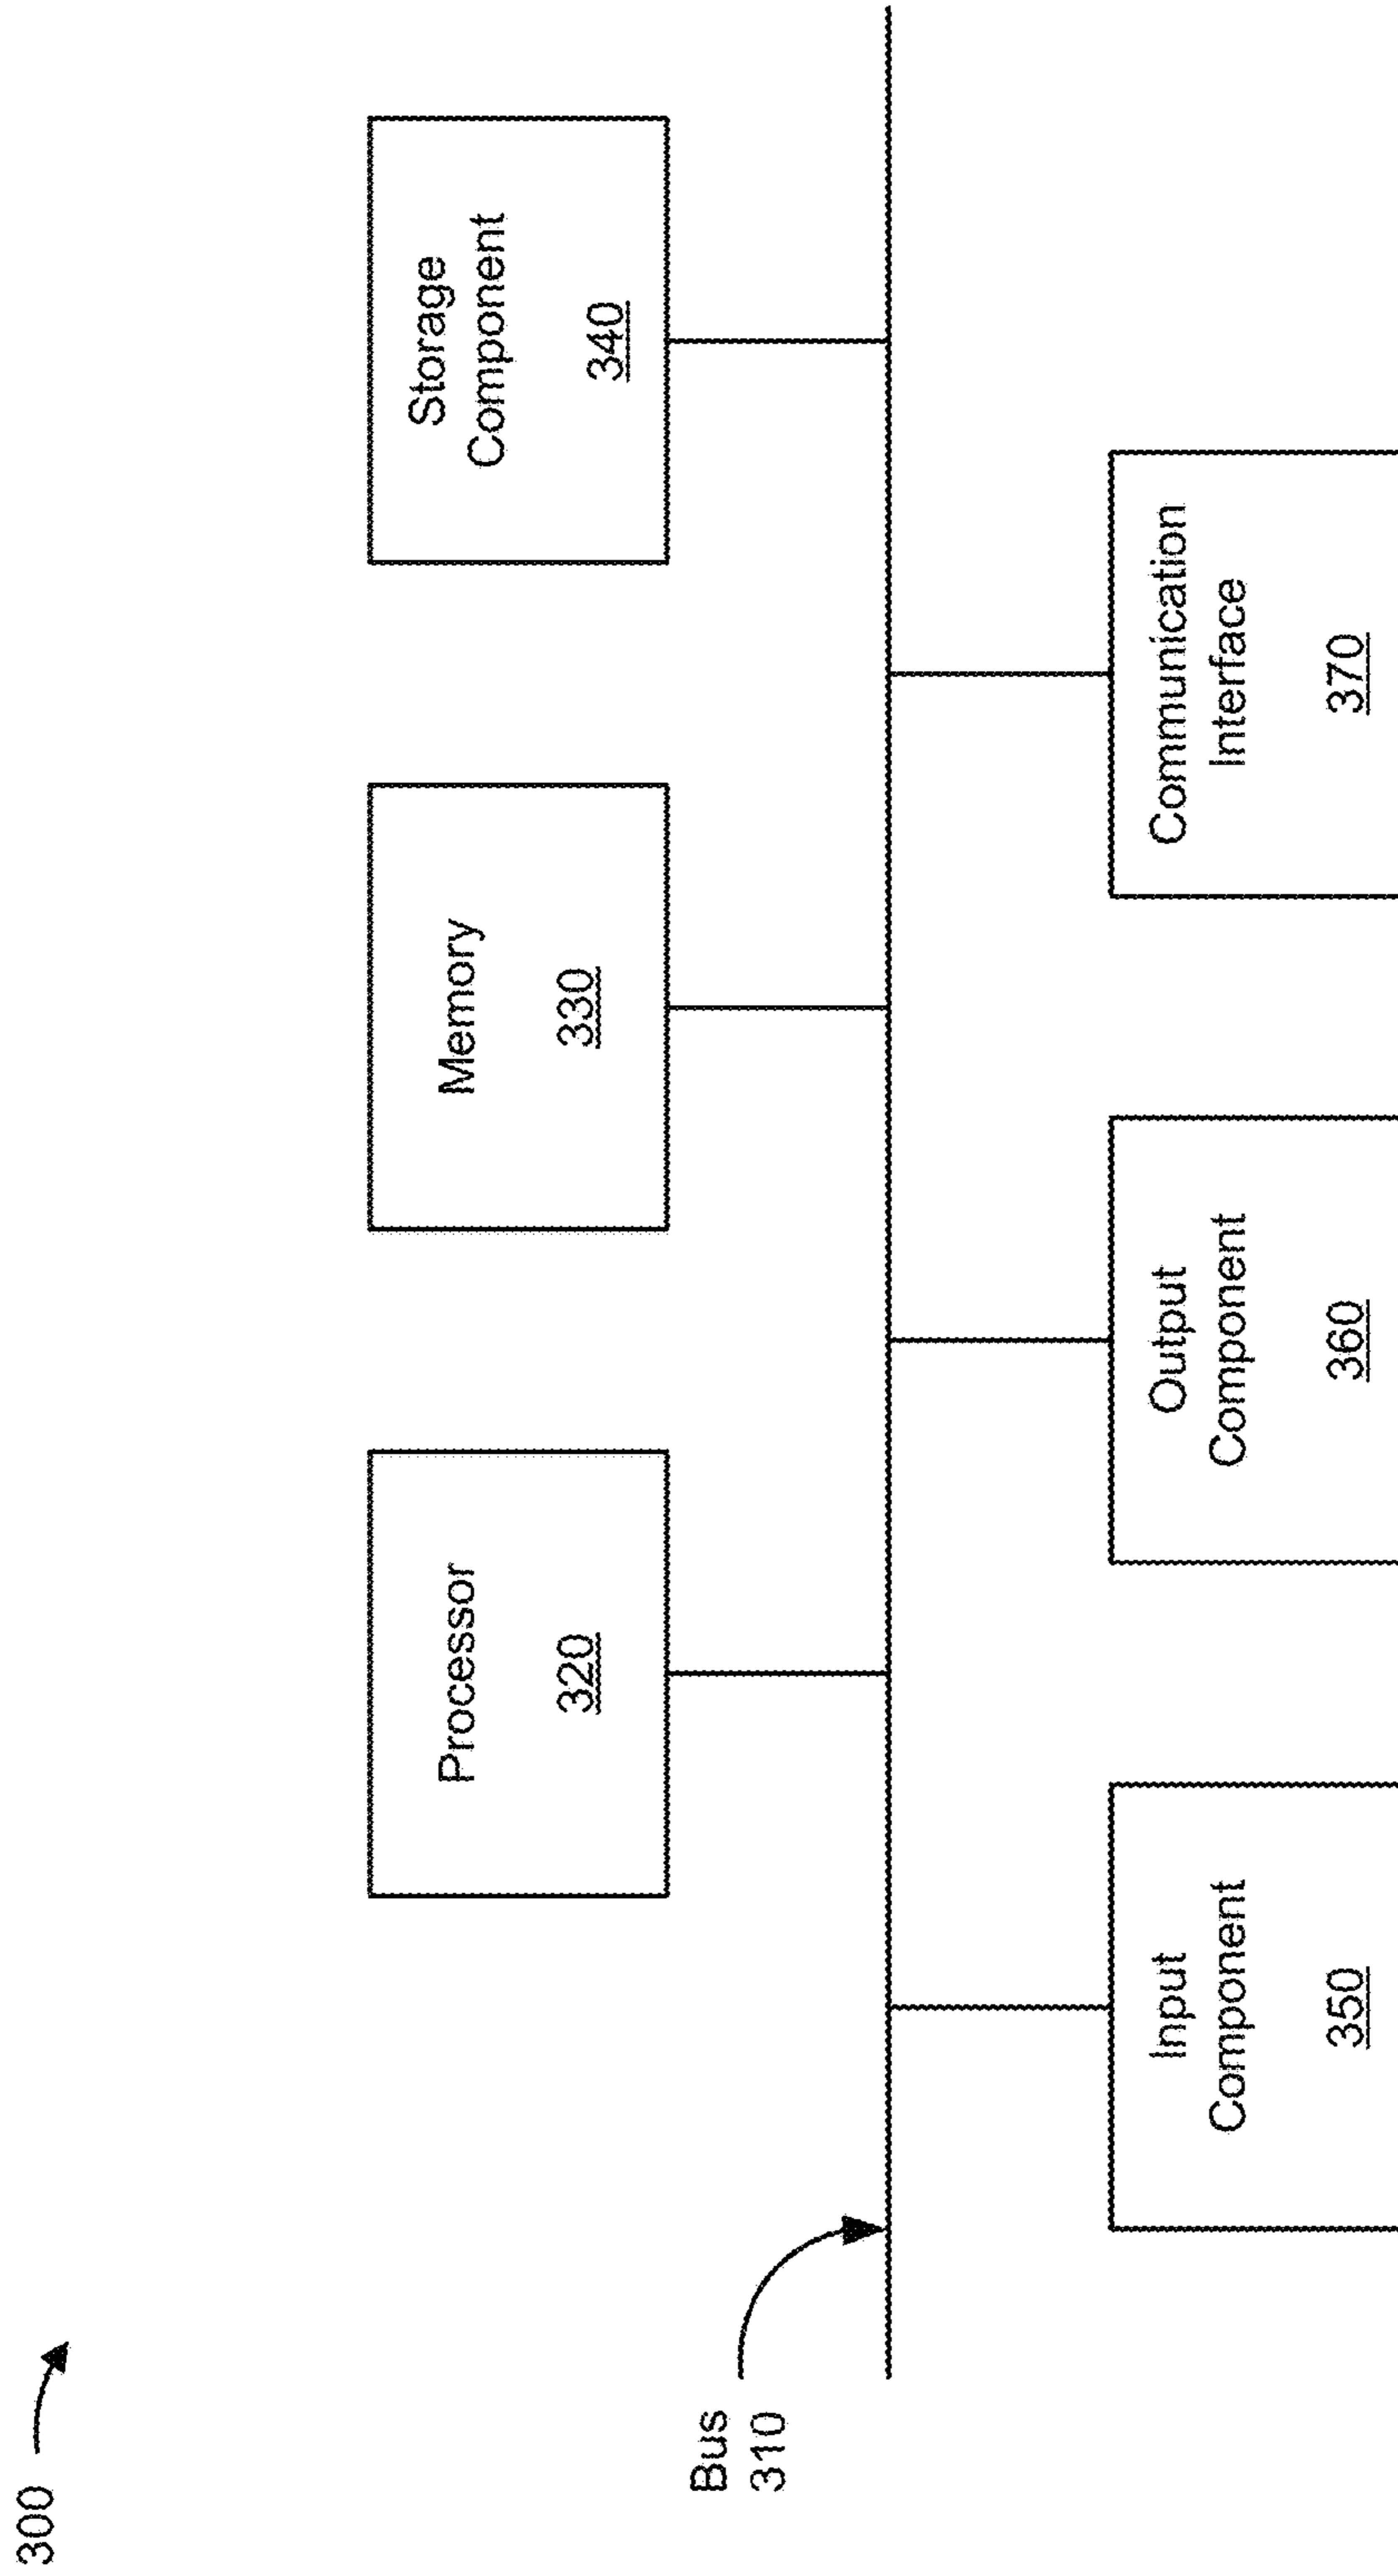 300
Processor
320
Memory
330
Storage
Component
340
Bus
310
Input
Component
350
Output
Component
360
Communication
Interface
370